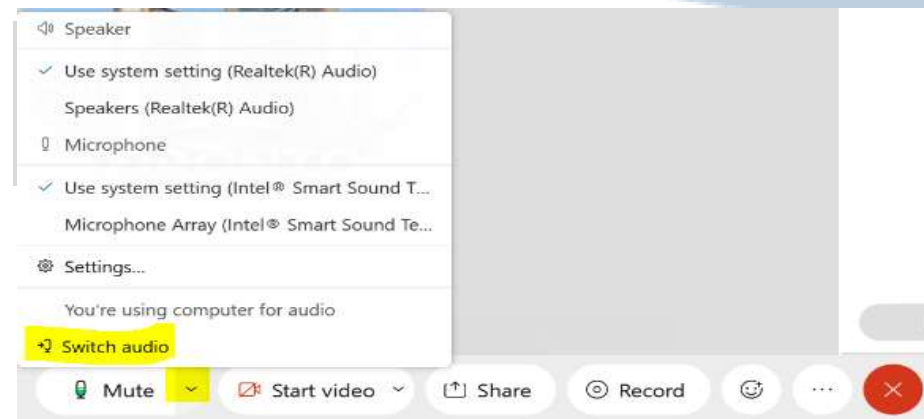 Speaker
Use system setting (Realtek(R) Audio)
Speakers (Realtek(R) Audio)
Microphone
Use system setting (Intel® Smart Sound T...
Microphone Array (Intel® Smart Sound Te...
Settings...
You're using computer for audio
Switch audio
Mute Start video Share Record